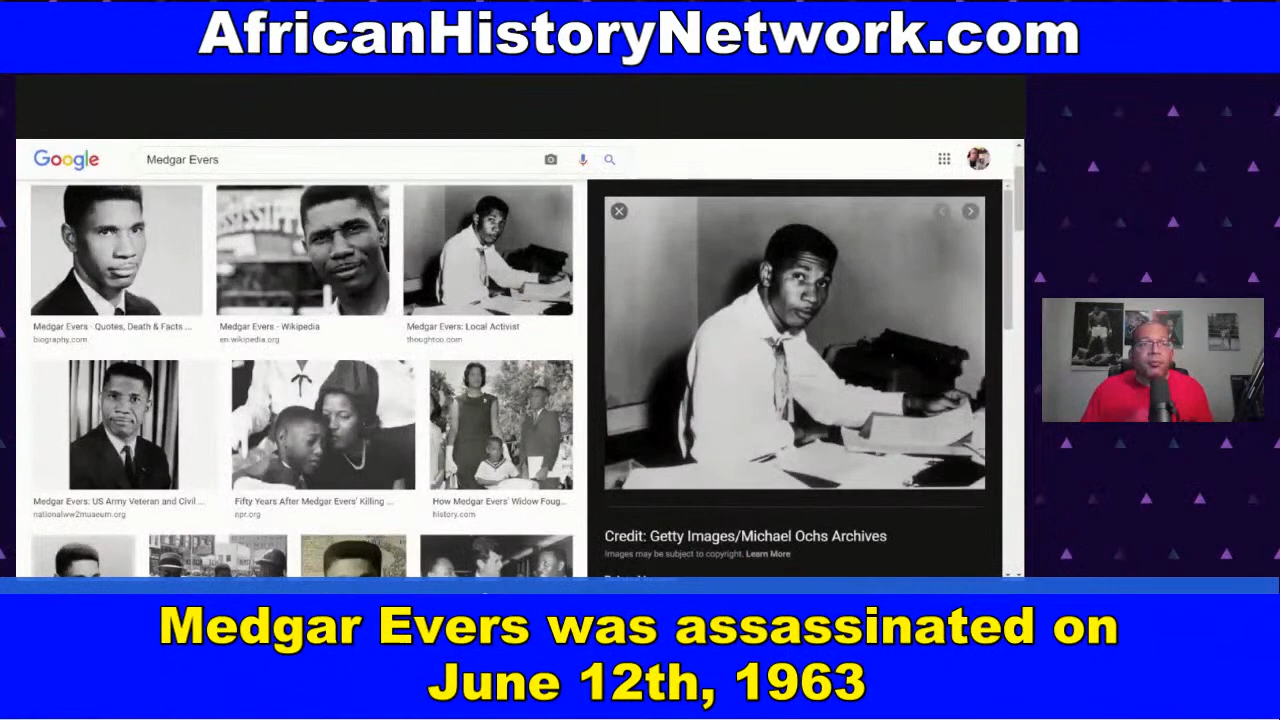 AfricanHistoryNetwork.com
Google
Medgar Evers
MISSISSIPPI
Medgar Evers - Quotes, Death & Facts ...
biography.com
Medgar Evers - Wikipedia
en.wikipedia.org
Medgar Evers: Local Activist
thoughtco.com
Medgar Evers: US Army Veteran and Civil ...
nationalww2museum.org
Fifty Years After Medgar Evers' Killing ...
npr.org
How Medgar Evers' Widow Foug...
history.com
Credit: Getty Images/Michael Ochs Archives
Images may be subject to copyright. Learn More
Medgar Evers was assassinated on
June 12th, 1963